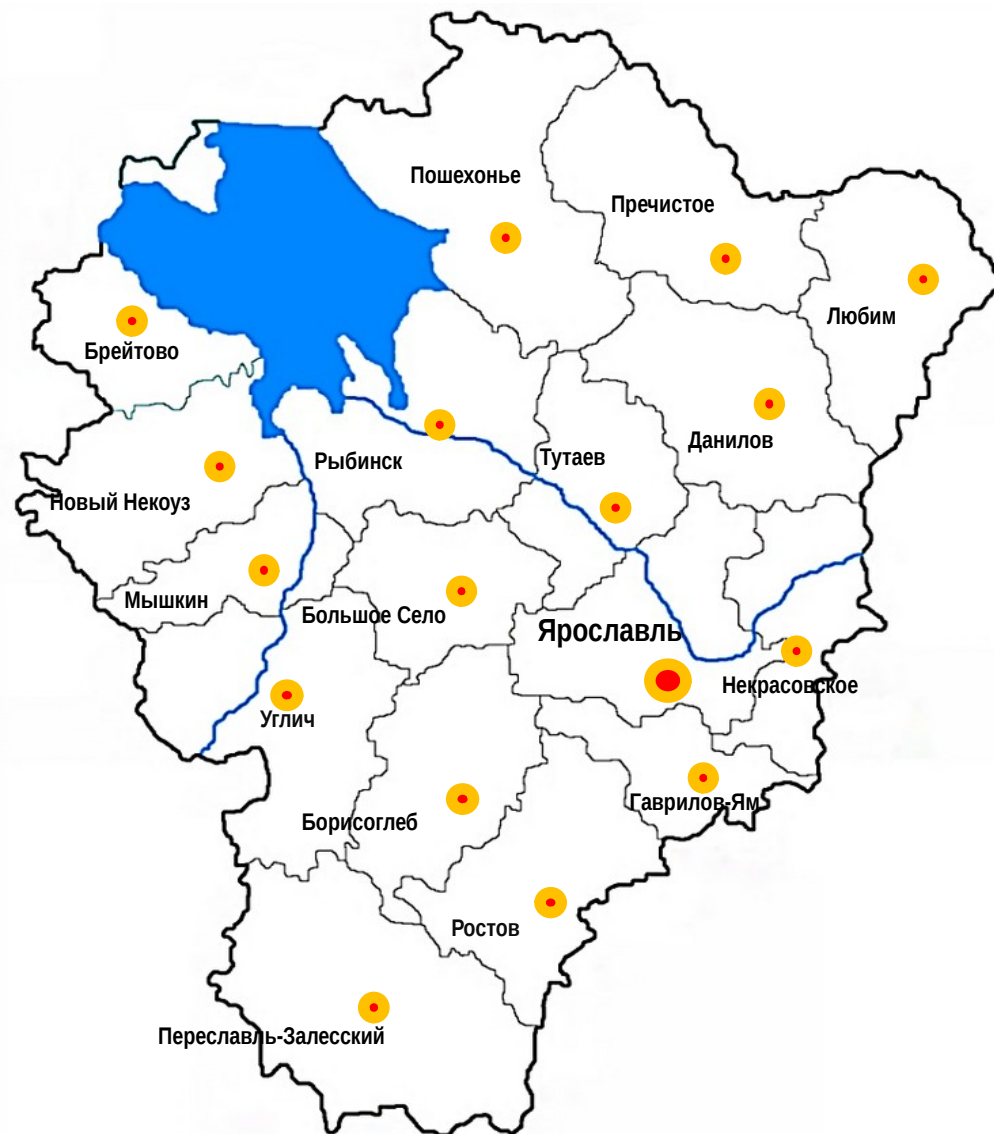 Пошехонье
Пречистое
Любим
Брейтово
Данилов
Тутаев
Рыбинск
Новый Некоуз
Мышкин
Большое Село
Ярославль
Некрасовское
Углич
Гаврилов-Ям
Борисоглеб
Ростов
Переславль-Залесский